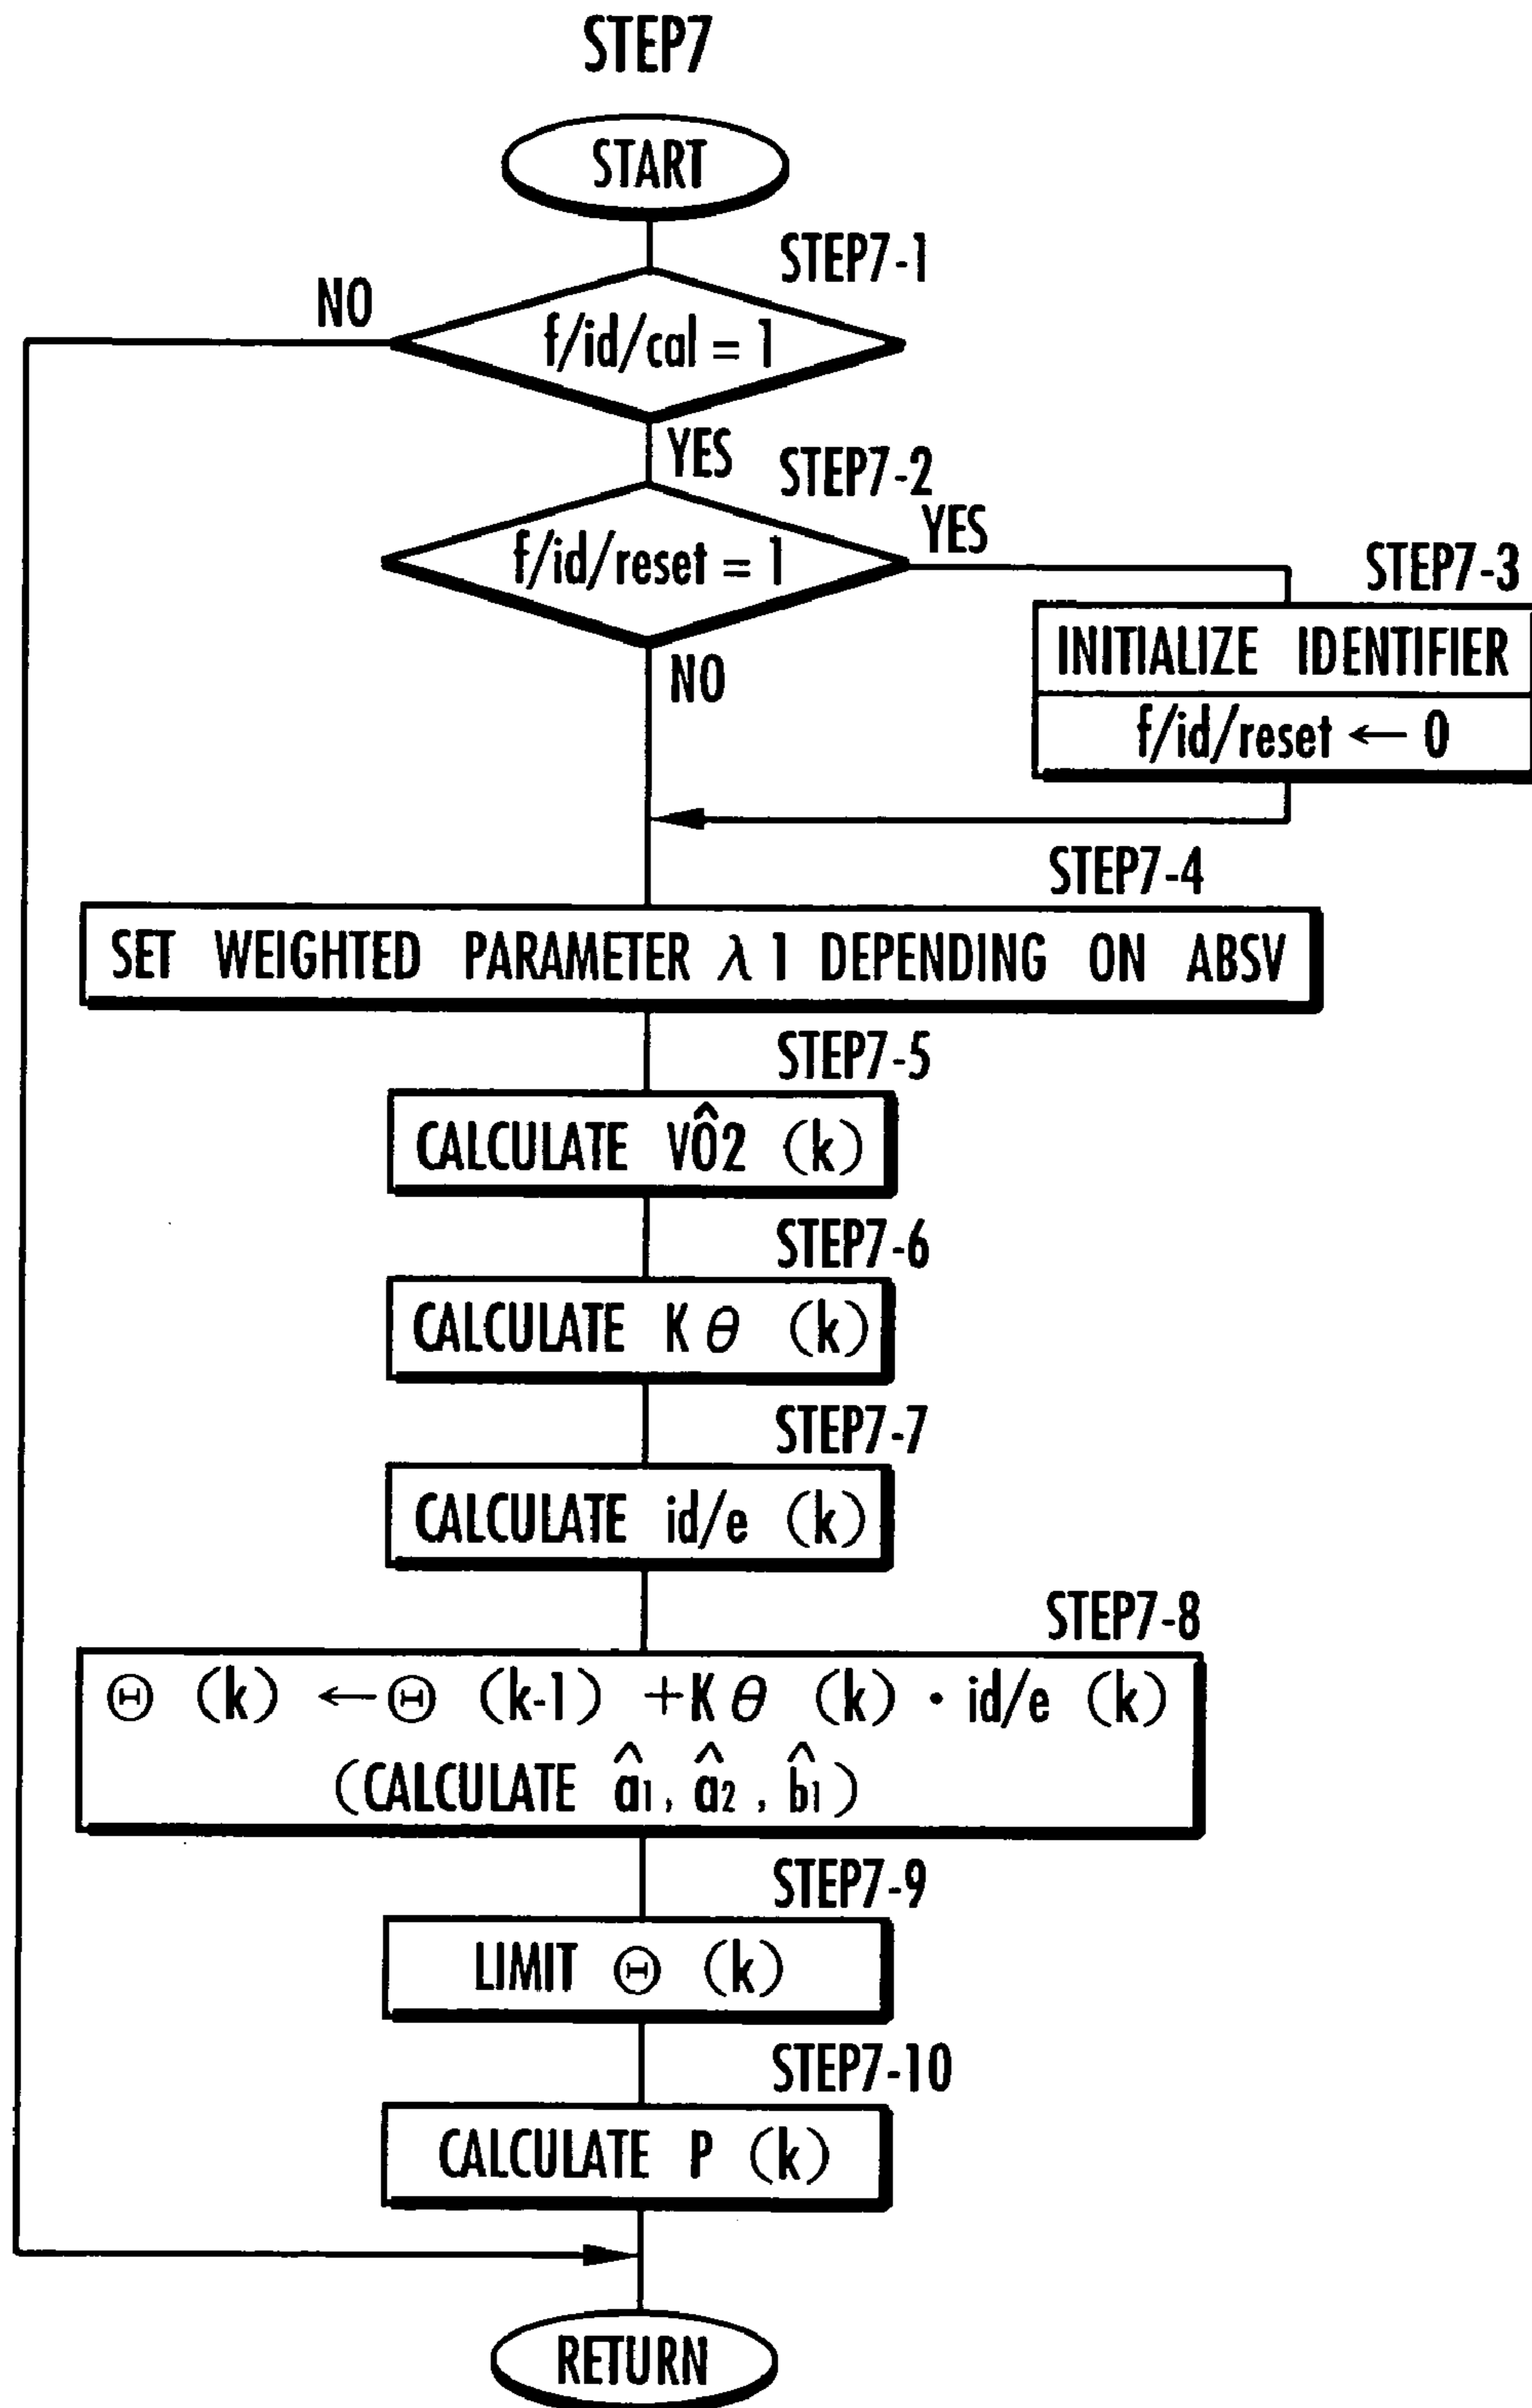 STEP7
START
STEP7-1
NO
f/id/cal = 1
YES
STEP7-2
YES
f/id/reset = 1
STEP7-3
INITIALIZE IDENTIFIER
NO
f/id/reset ← 0
STEP7-4
SET WEIGHTED PARAMETER λ1 DEPENDING ON ABSV
STEP7-5
CALCULATE VÔ2 (k)
STEP7-6
CALCULATE Kθ (k)
STEP7-7
CALCULATE id/e (k)
STEP7-8
Θ (k) ← Θ (k-1) +Kθ (k) · id/e (k)
(CALCULATE â1, â2, b̂1)
STEP7-9
LIMIT Θ (k)
STEP7-10
CALCULATE P (k)
RETURN